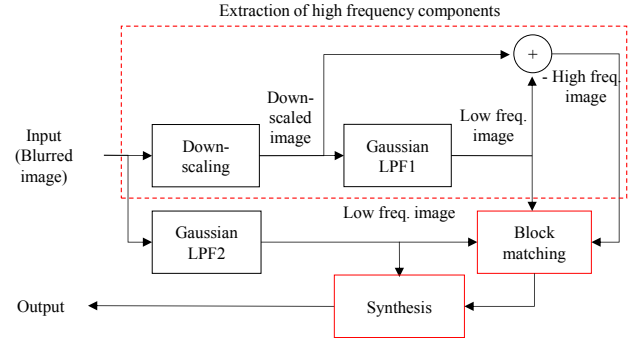 Extraction of high frequency components
+
- High freq.
image
Down-
scaled
image
Low freq.
image
Input
(Blurred
image)
Down-
scaling
Gaussian
LPF1
Low freq. image
Gaussian
LPF2
Block
matching
Output
Synthesis